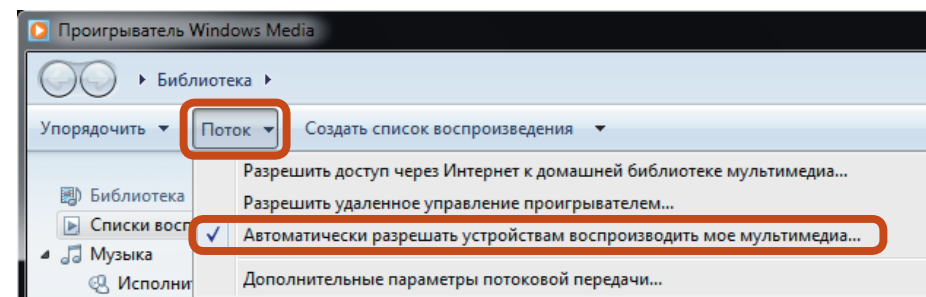 Проигрыватель Windows Media
Библиотека
Упорядочить Поток Создать список воспроизведения
Разрешить доступ через Интернет к домашней библиотеке мультимедиа...
Библиотека
Разрешить удаленное управление проигрывателем...
Списки восп
Автоматически разрешать устройствам воспроизводить мое мультимедиа...
Музыка
Исполни
Дополнительные параметры потоковой передачи...